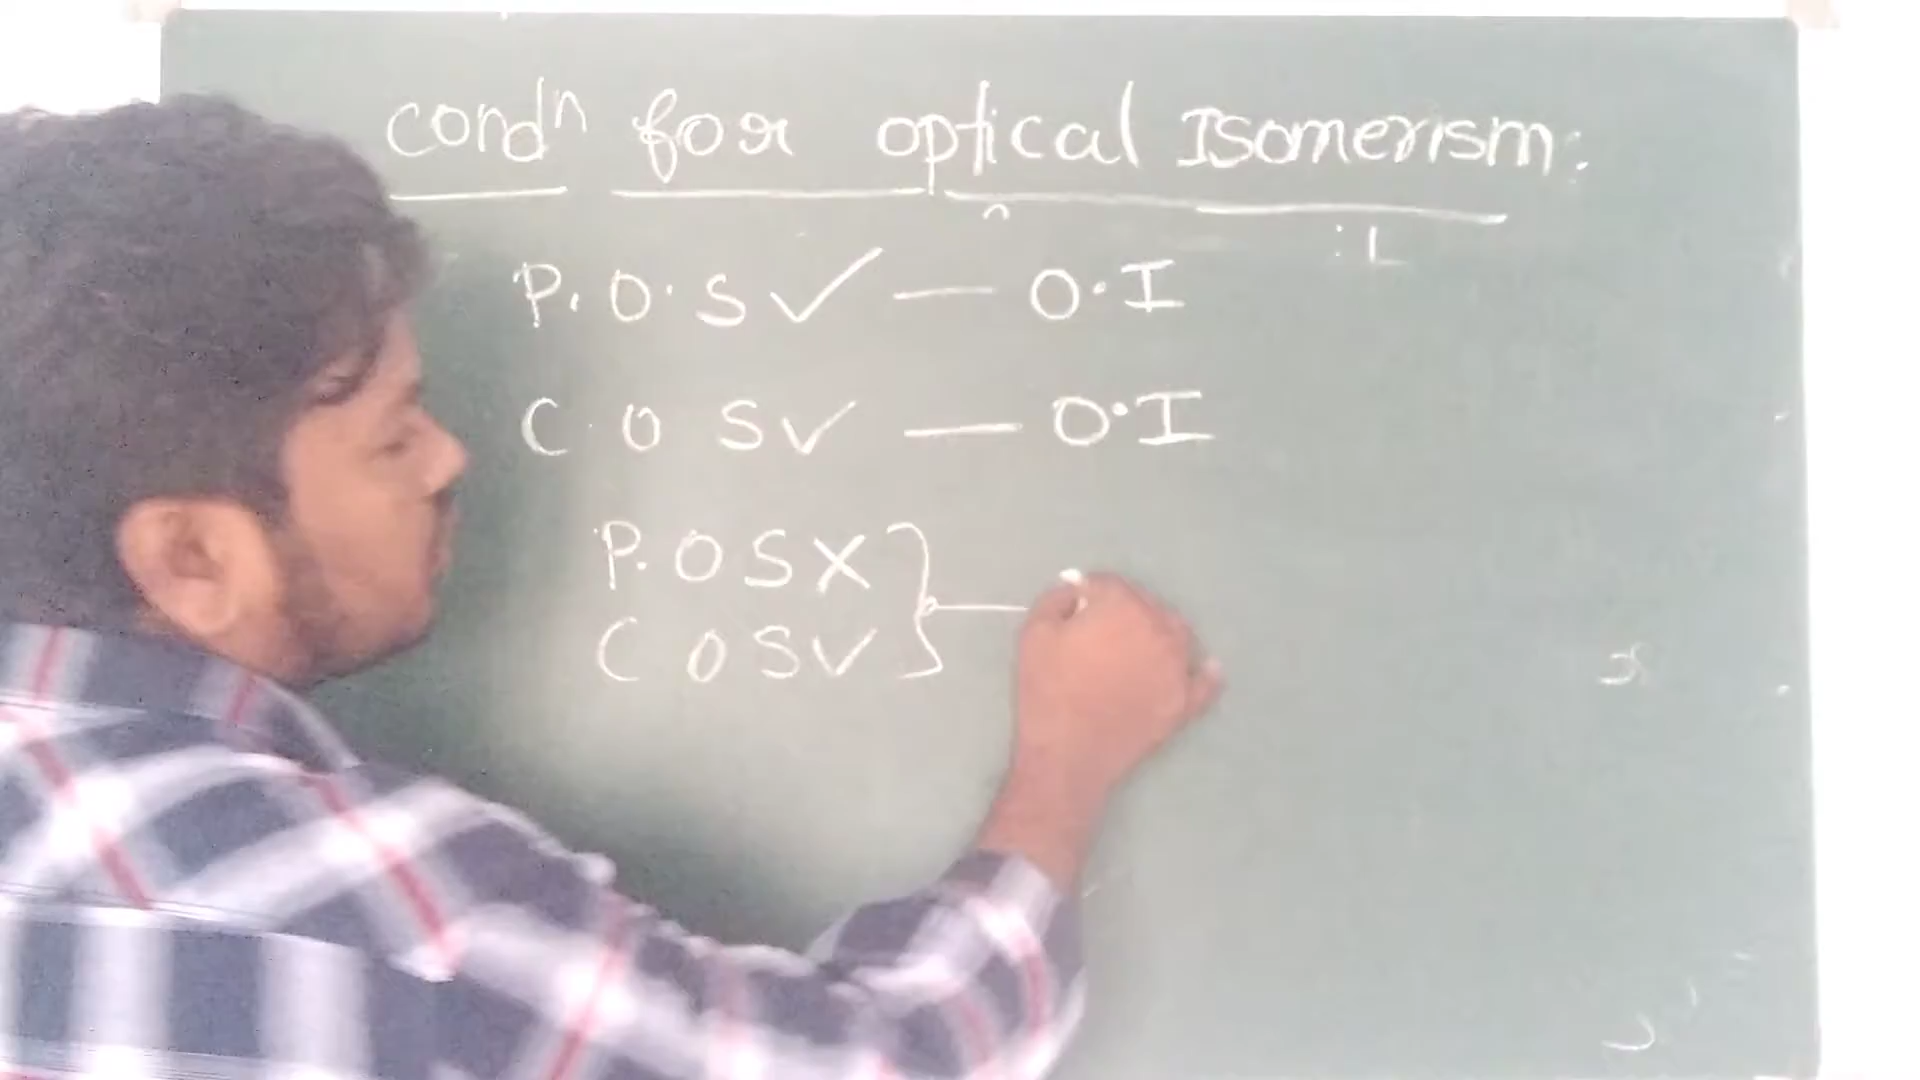 condn for optical Isomerism:
P.O.S ✓ — O.I
C.O S ✓ — O.I
P.O S X
C O S ✓